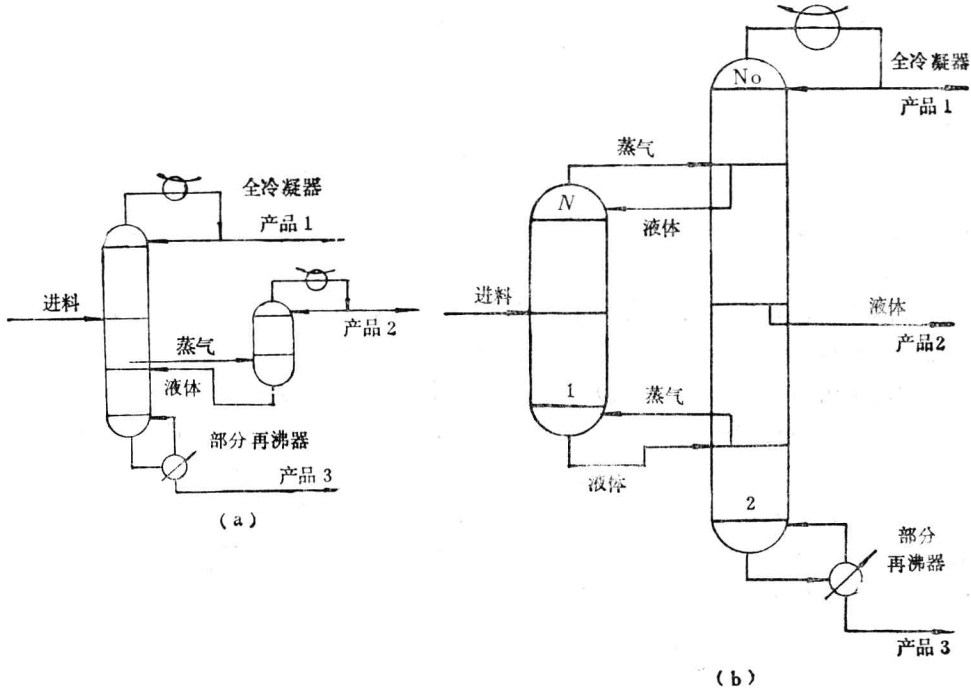 全冷凝器
产品 1
进料
产品 2
蒸气
液体
部分再沸器
产品 3
(a)
No
全冷凝器
产品 1
蒸气
N
液体
进料
液体
产品2
蒸气
1
液体
2
部分
再沸器
产品 3
(b)